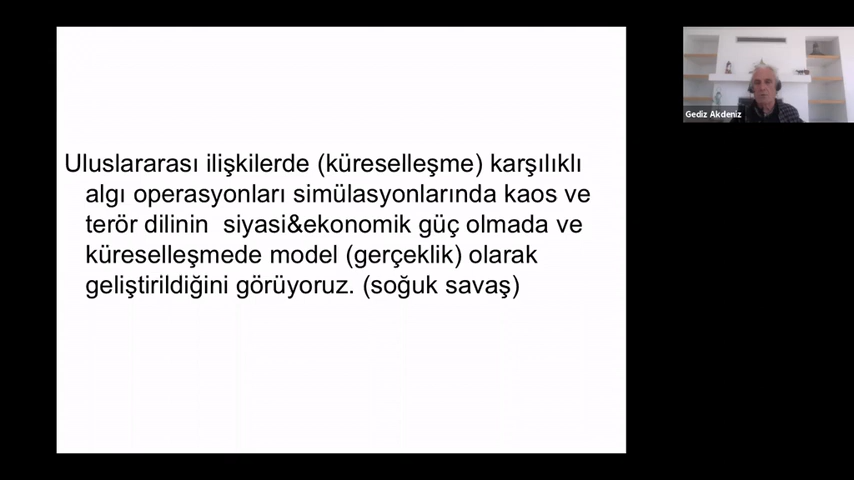 Uluslararası ilişkilerde (küreselleşme) karşılıklı
algı operasyonları simülasyonlarında kaos ve
terör dilinin siyasi&ekonomik güç olmada ve
küreselleşmede model (gerçeklik) olarak
geliştirildiğini görüyoruz. (soğuk savaş)
Gediz Akdeniz